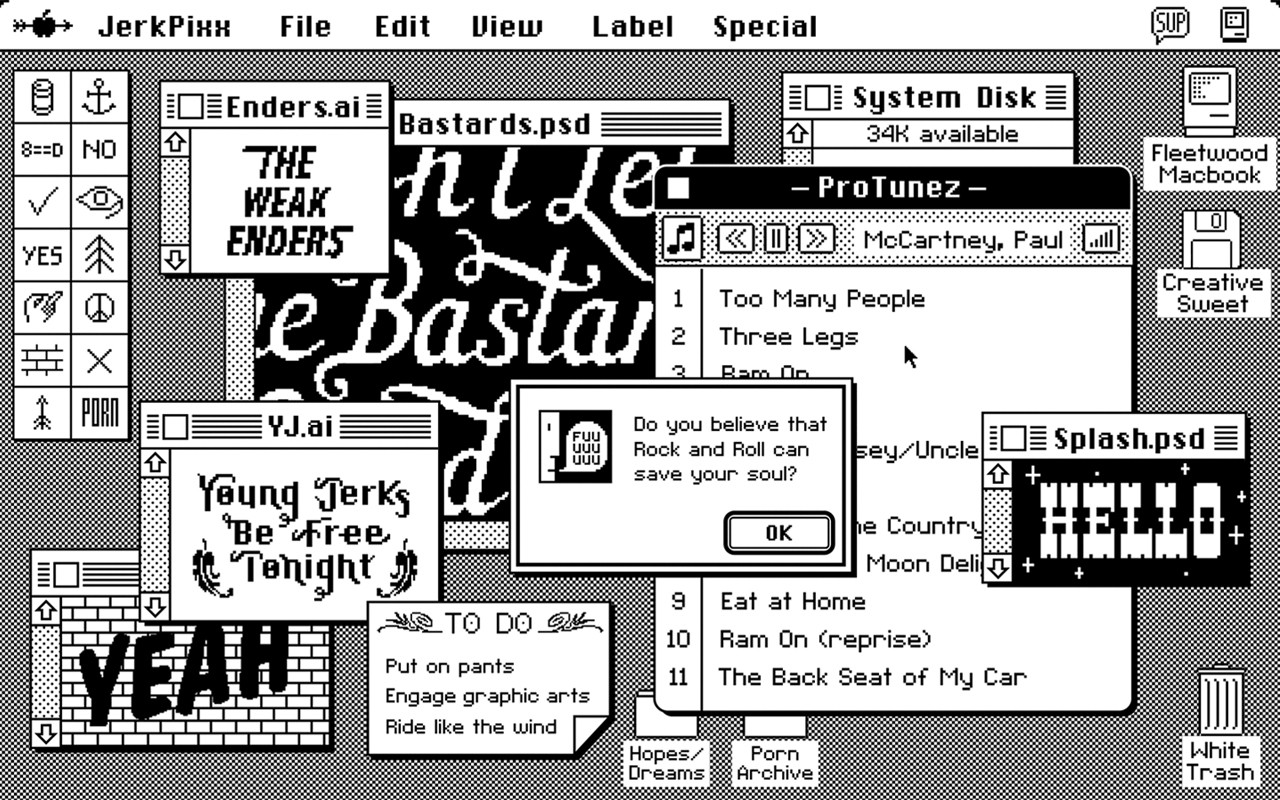 JerkPixx File Edit View Label Special
SUP
8==D NO
YES
PORN
Enders.ai
THE
WEAK
ENDERS
Bastards.psd
Bastar
System Disk
34K available
Fleetwood
Macbook
Creative
Sweet
– ProTunez –
McCartney, Paul
1 Too Many People
2 Three Legs
3 Ram On
sey/Uncle
he Country
Moon Deli
9 Eat at Home
10 Ram On (reprise)
11 The Back Seat of My Car
FUU
UUU
UUU
Do you believe that
Rock and Roll can
save your soul?
OK
Splash.psd
HELLO
YJ.ai
Young Jerks
Be Free
Tonight
YEAH
TO DO
Put on pants
Engage graphic arts
Ride like the wind
Hopes/
Dreams
Porn
Archive
White
Trash